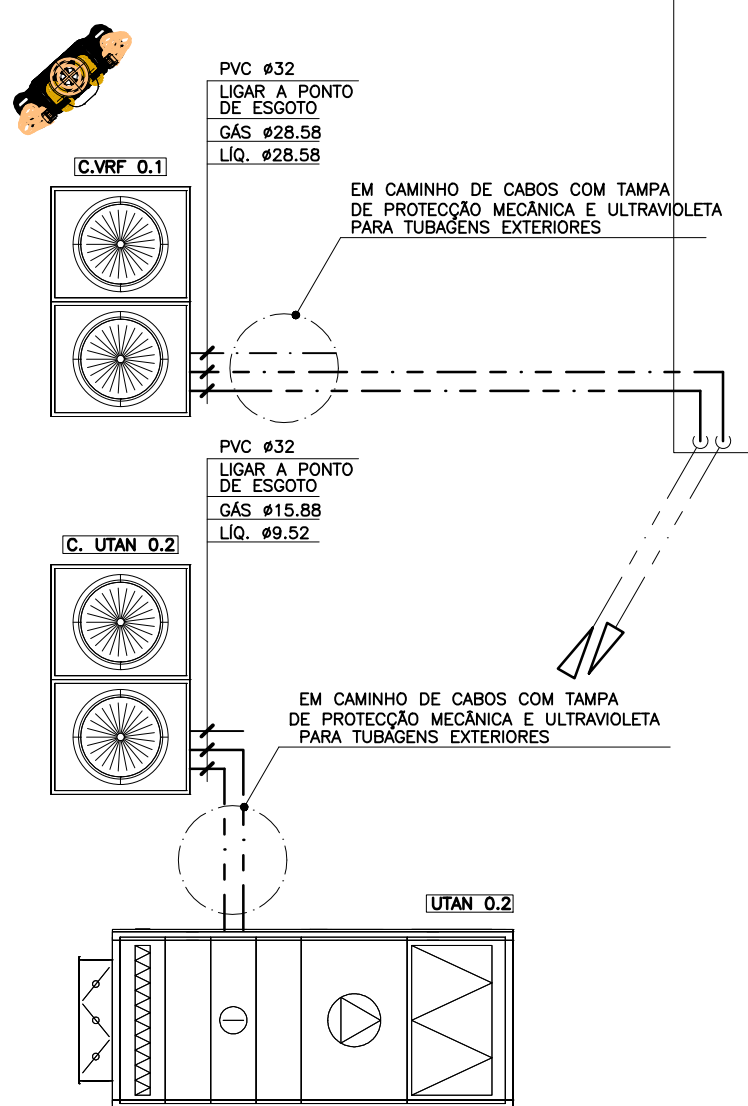 PVC ø32
LIGAR A PONTO
DE ESGOTO
GÁS ø28.58
LÍQ. ø28.58
C.VRF 0.1
EM CAMINHO DE CABOS COM TAMPA
DE PROTECÇÃO MECÂNICA E ULTRAVIOLETA
PARA TUBAGENS EXTERIORES
PVC ø32
LIGAR A PONTO
DE ESGOTO
GÁS ø15.88
LÍQ. ø9.52
C. UTAN 0.2
EM CAMINHO DE CABOS COM TAMPA
DE PROTECÇÃO MECÂNICA E ULTRAVIOLETA
PARA TUBAGENS EXTERIORES
UTAN 0.2